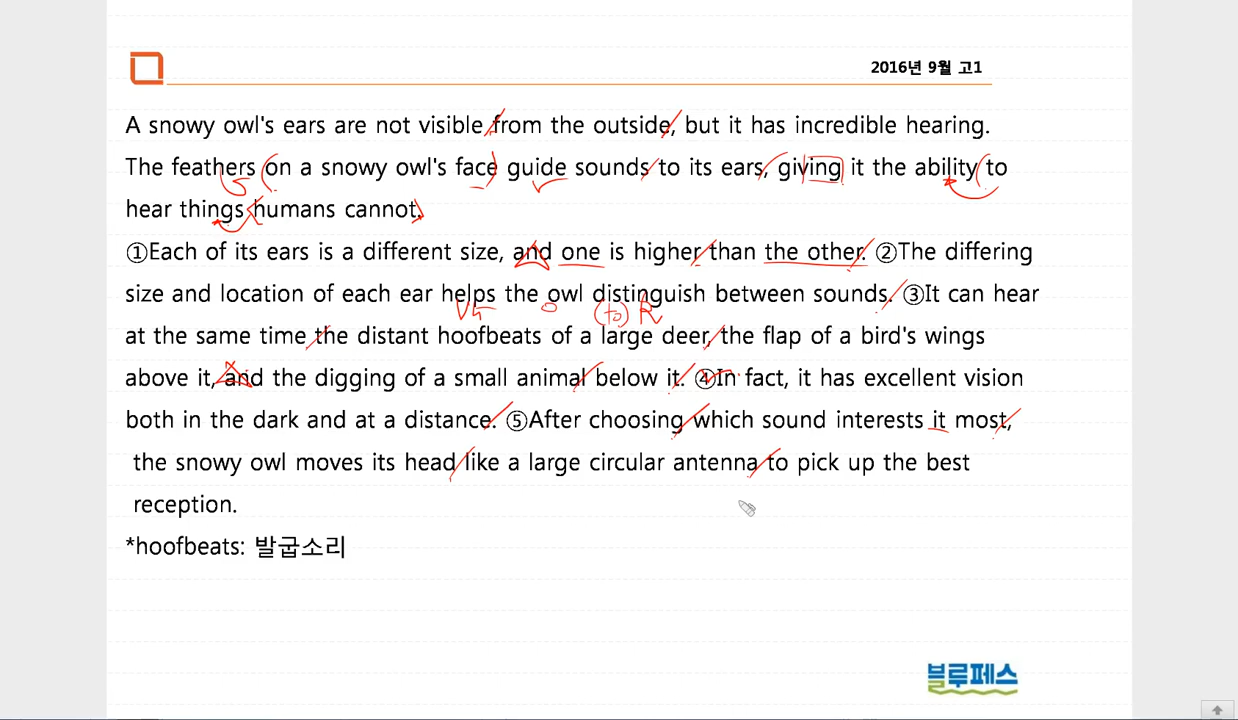 2016년 9월 고1
A snowy owl's ears are not visible from the outside, but it has incredible hearing.
The feathers on a snowy owl's face guide sounds to its ears, giving it the ability to
hear things humans cannot.
①Each of its ears is a different size, and one is higher than the other. ②The differing
size and location of each ear helps the owl distinguish between sounds. ③It can hear
at the same time the distant hoofbeats of a large deer, the flap of a bird's wings
above it, and the digging of a small animal below it. ④In fact, it has excellent vision
both in the dark and at a distance. ⑤After choosing which sound interests it most,
the snowy owl moves its head like a large circular antenna to pick up the best
reception.
*hoofbeats: 발굽소리
블루페스